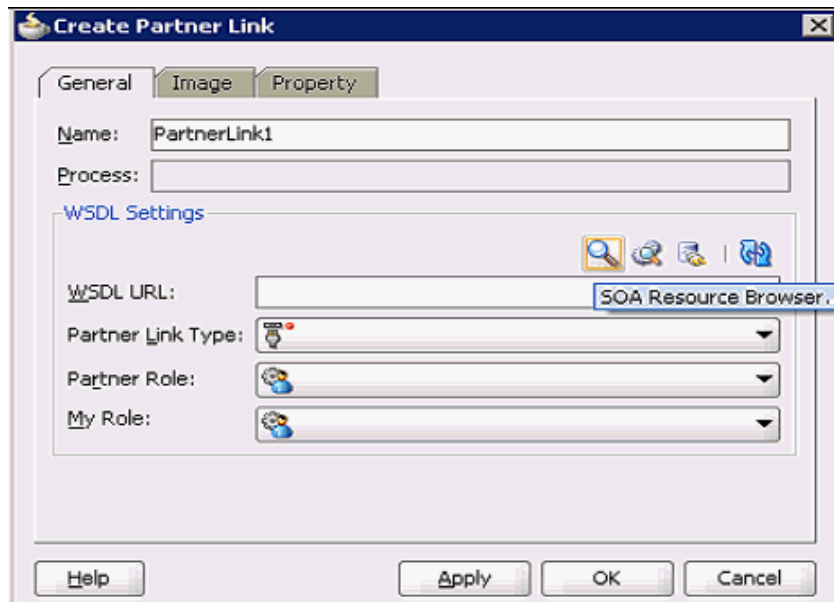 Create Partner Link
General Image Property
Name: PartnerLink1
Process:
WSDL Settings
WSDL URL:
SOA Resource Browser.
Partner Link Type:
Partner Role:
My Role:
Help Apply OK Cancel